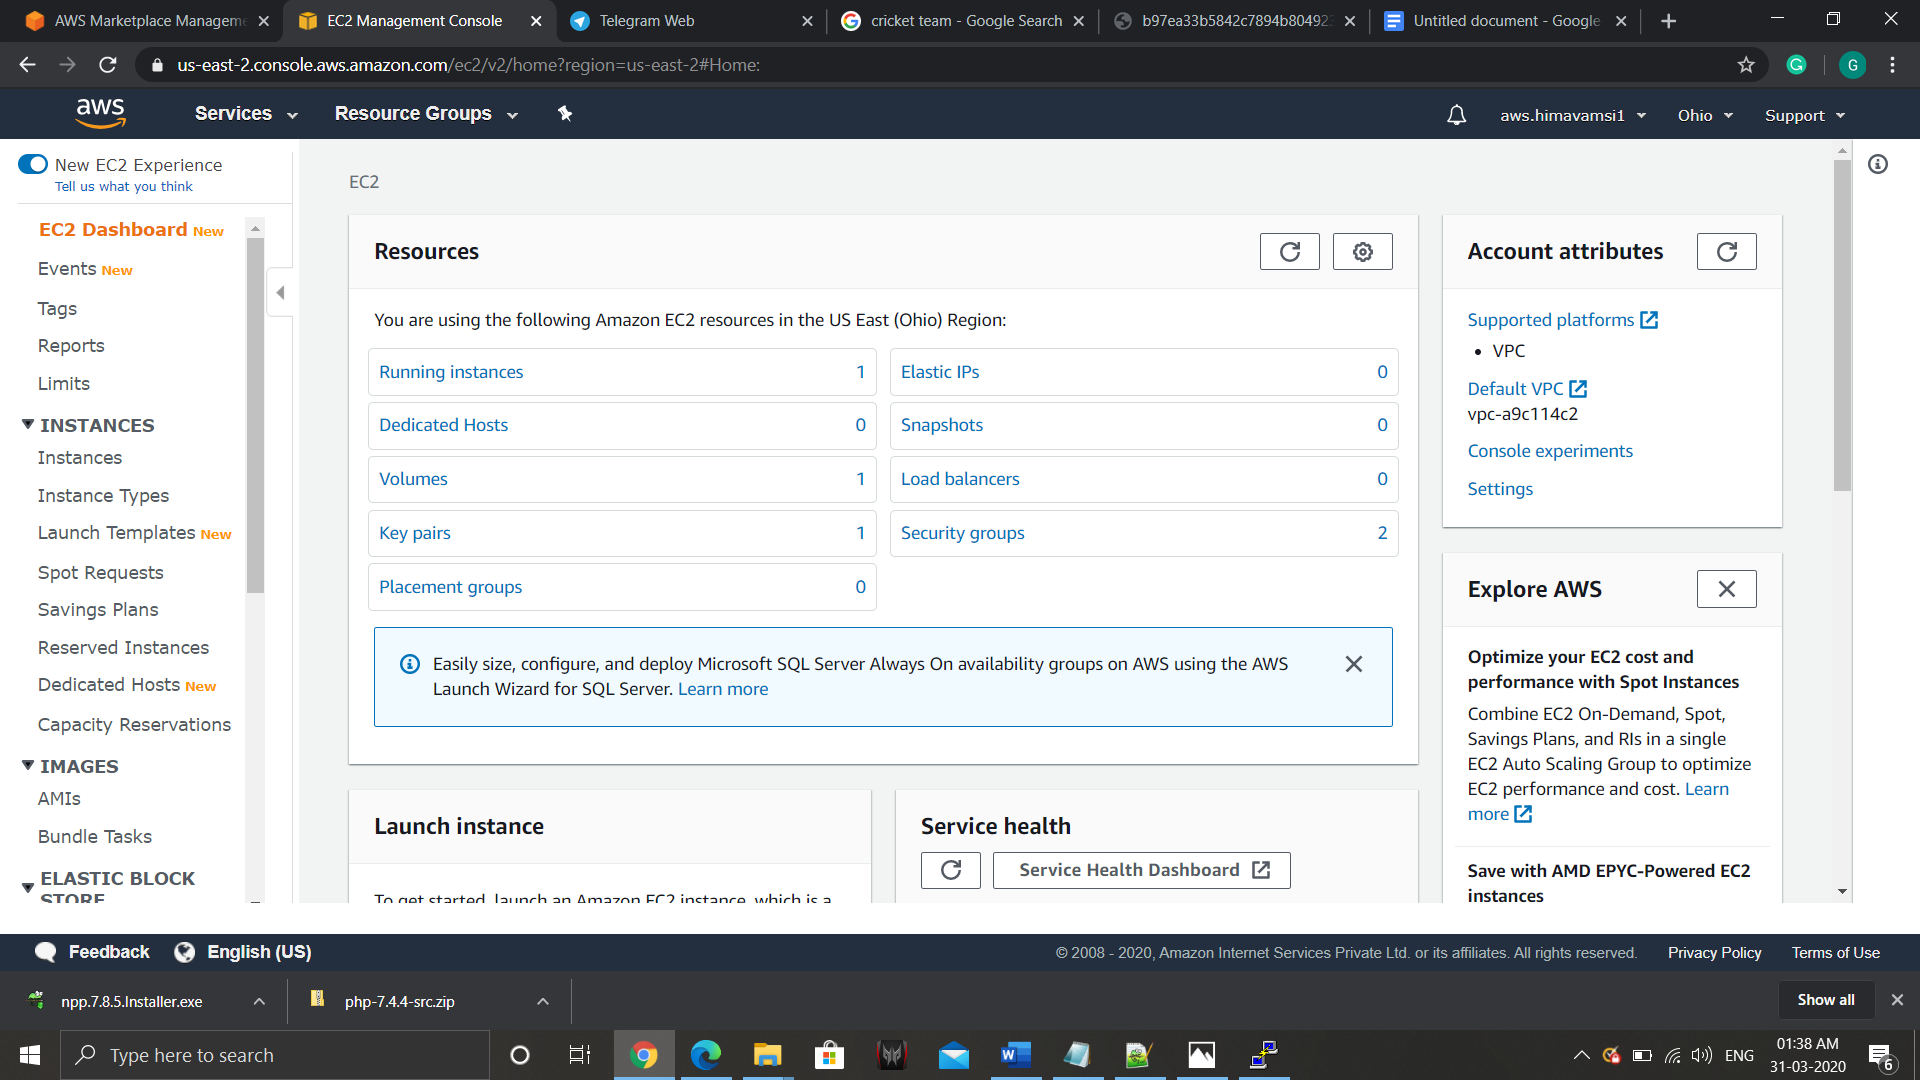 AWS Marketplace Manageme
EC2 Management Console
Telegram Web
cricket team - Google Search
b97ea33b5842c7894b80492
Untitled document - Google
us-east-2.console.aws.amazon.com/ec2/v2/home?region=us-east-2#Home:
G
G
aws
Services
Resource Groups
aws.himavamsi1
Ohio
Support
New EC2 Experience
Tell us what you think
EC2 Dashboard New
Events New
Tags
Reports
Limits
INSTANCES
Instances
Instance Types
Launch Templates New
Spot Requests
Savings Plans
Reserved Instances
Dedicated Hosts New
Capacity Reservations
IMAGES
AMIs
Bundle Tasks
ELASTIC BLOCK
STORE
EC2
Resources
You are using the following Amazon EC2 resources in the US East (Ohio) Region:
Running instances 1
Elastic IPs 0
Dedicated Hosts 0
Snapshots 0
Volumes 1
Load balancers 0
Key pairs 1
Security groups 2
Placement groups 0
Easily size, configure, and deploy Microsoft SQL Server Always On availability groups on AWS using the AWS
Launch Wizard for SQL Server. Learn more
Launch instance
To get started, launch an Amazon EC2 instance, which is a
Service health
Service Health Dashboard
Account attributes
Supported platforms
• VPC
Default VPC
vpc-a9c114c2
Console experiments
Settings
Explore AWS
Optimize your EC2 cost and
performance with Spot Instances
Combine EC2 On-Demand, Spot,
Savings Plans, and RIs in a single
EC2 Auto Scaling Group to optimize
EC2 performance and cost. Learn
more
Save with AMD EPYC-Powered EC2
instances
Feedback
English (US)
© 2008 - 2020, Amazon Internet Services Private Ltd. or its affiliates. All rights reserved.
Privacy Policy
Terms of Use
npp.7.8.5.Installer.exe
php-7.4.4-src.zip
Show all
Type here to search
ENG
01:38 AM
31-03-2020
6